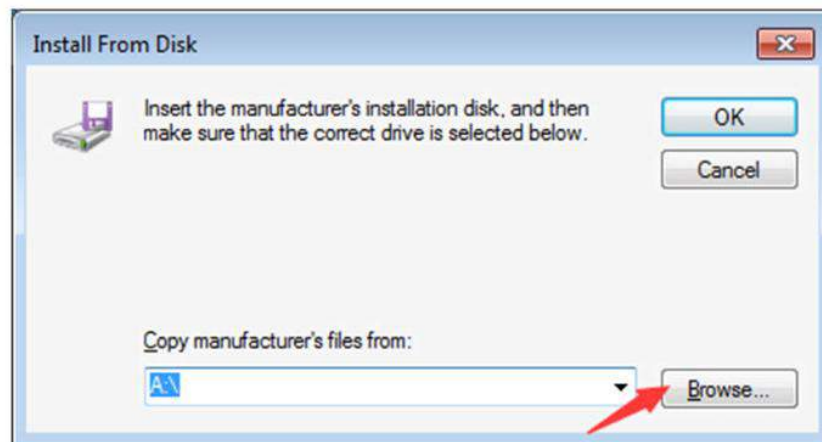 Install From Disk
Insert the manufacturer's installation disk, and then
make sure that the correct drive is selected below.
OK
Cancel
Copy manufacturer's files from:
A:\
Browse...